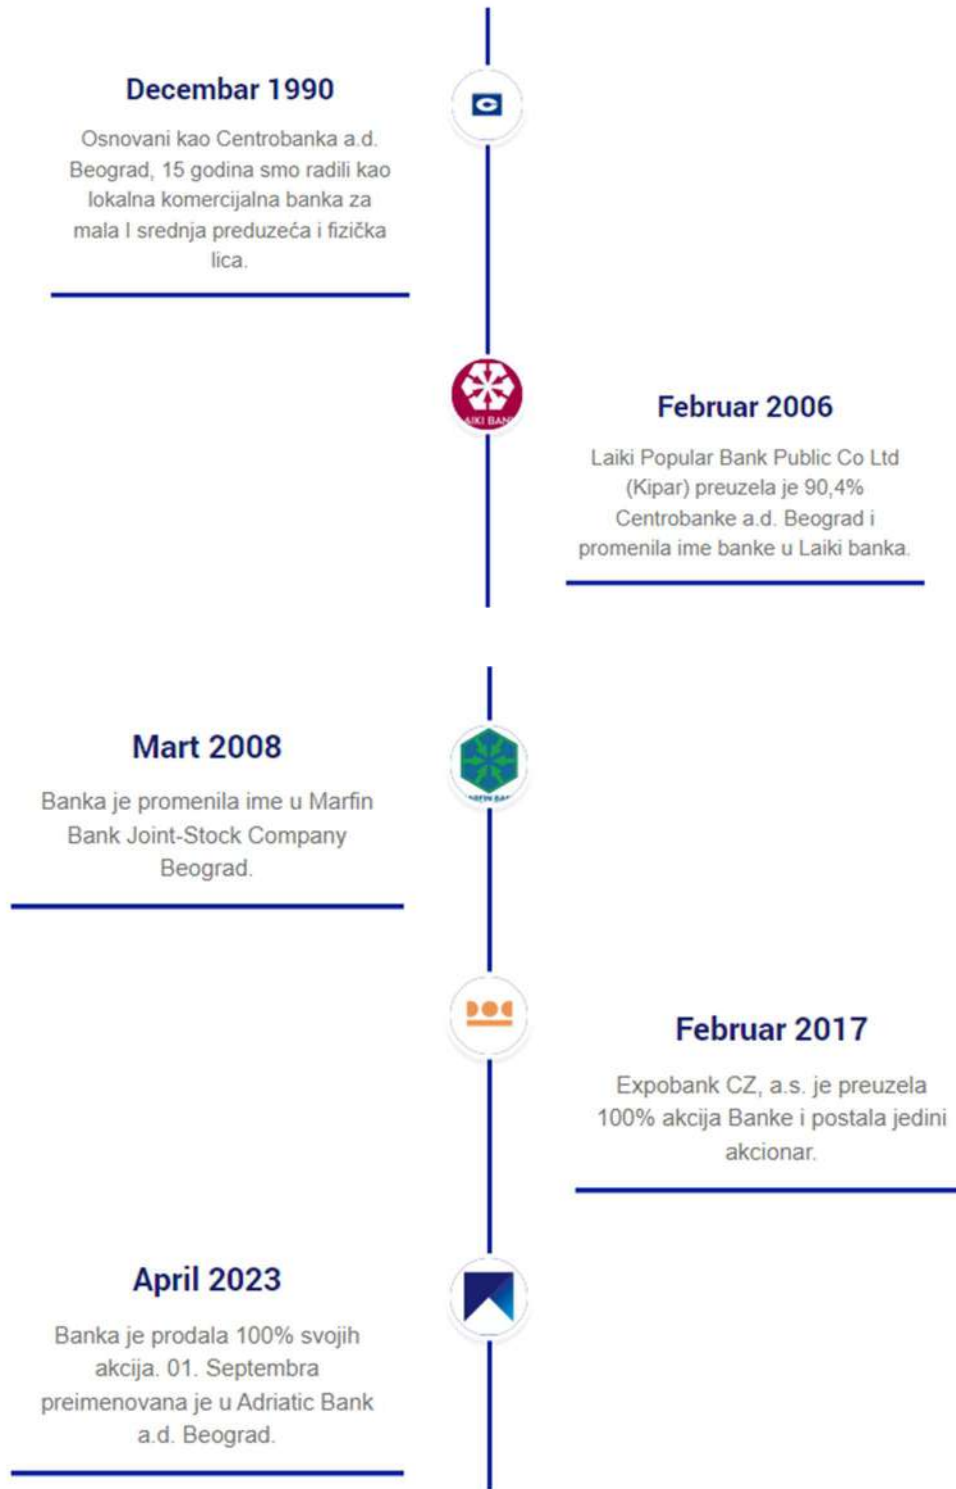 Decembar 1990
Osnovani kao Centrobanka a.d.
Beograd, 15 godina smo radili kao
lokalna komercijalna banka za
mala I srednja preduzeća i fizička
lica.
Februar 2006
Laiki Popular Bank Public Co Ltd
(Kipar) preuzela je 90,4%
Centrobanke a.d. Beograd i
promenila ime banke u Laiki banka.
Mart 2008
Banka je promenila ime u Marfin
Bank Joint-Stock Company
Beograd.
Februar 2017
Expobank CZ, a.s. je preuzela
100% akcija Banke i postala jedini
akcionar.
April 2023
Banka je prodala 100% svojih
akcija. 01. Septembra
preimenovana je u Adriatic Bank
a.d. Beograd.